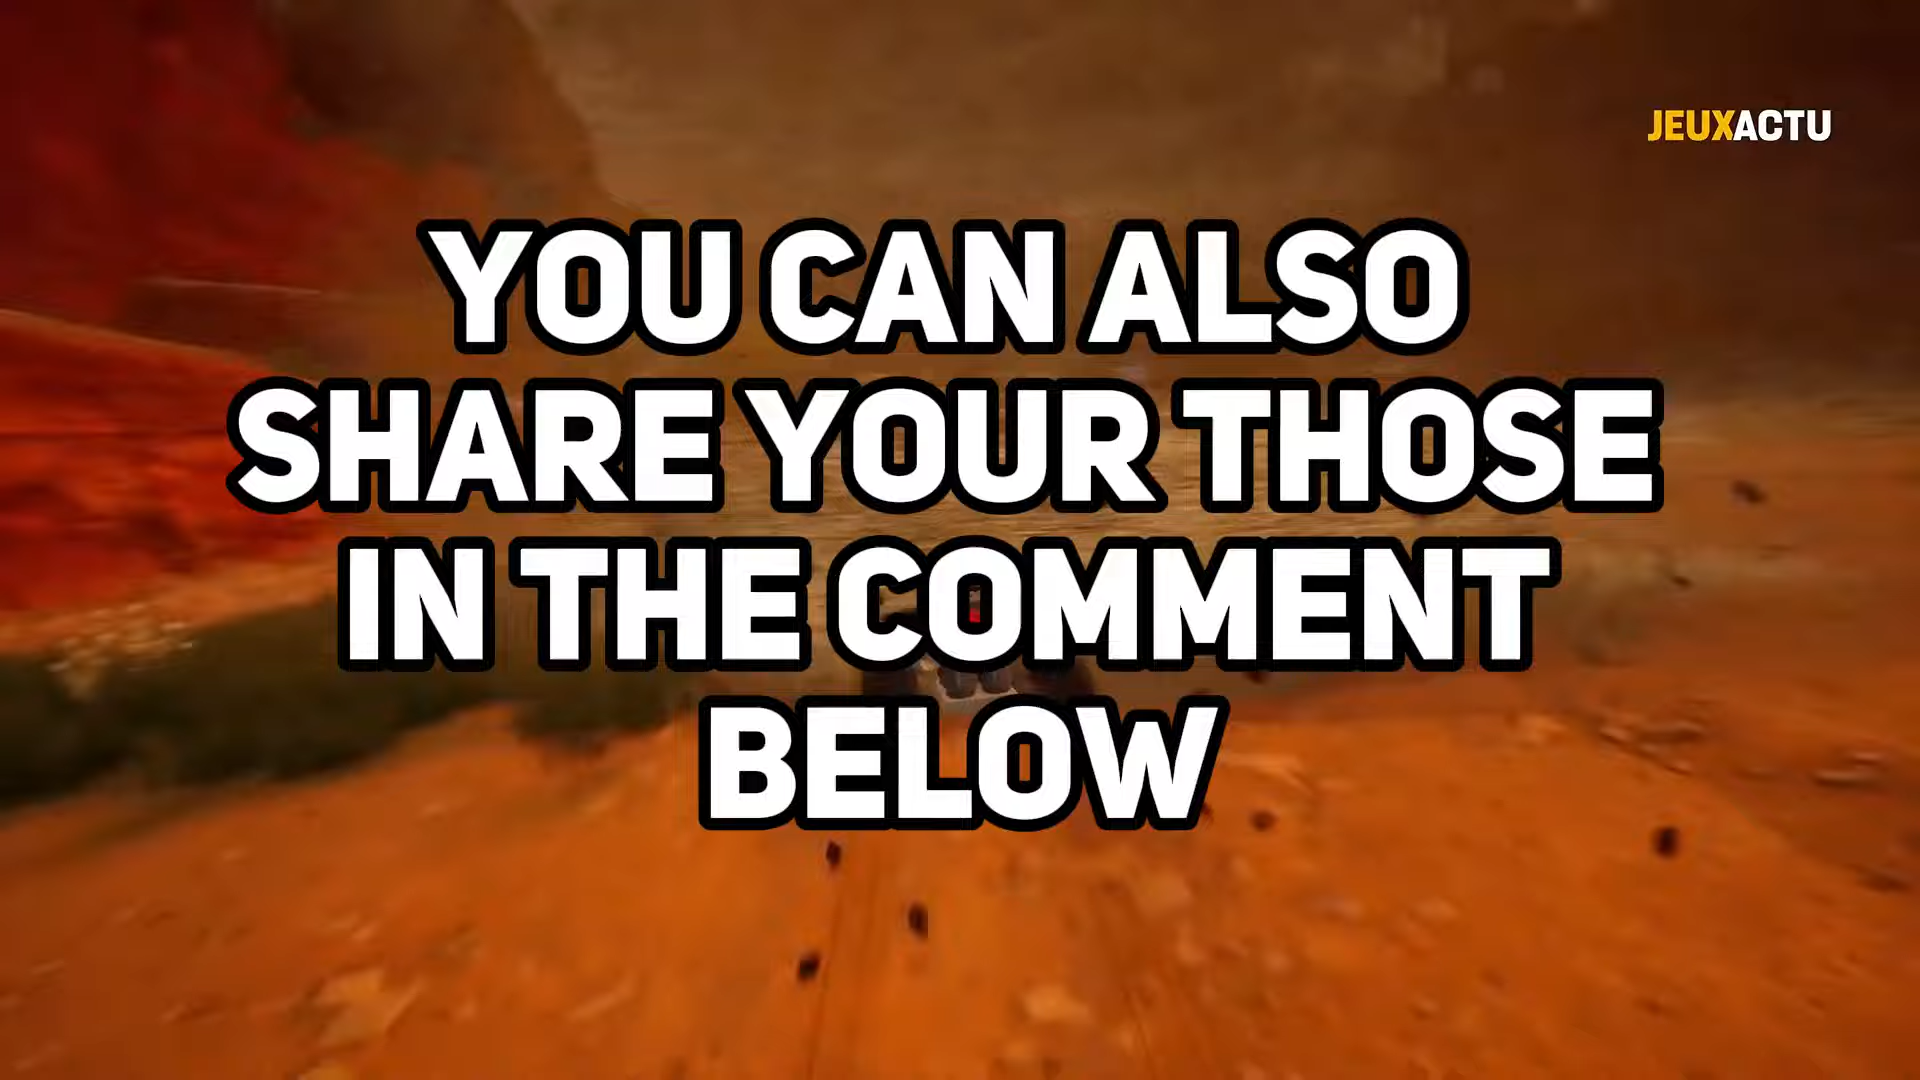 JEUXACTU
YOU CAN ALSO
SHARE YOUR THOSE
IN THE COMMENT
BELOW